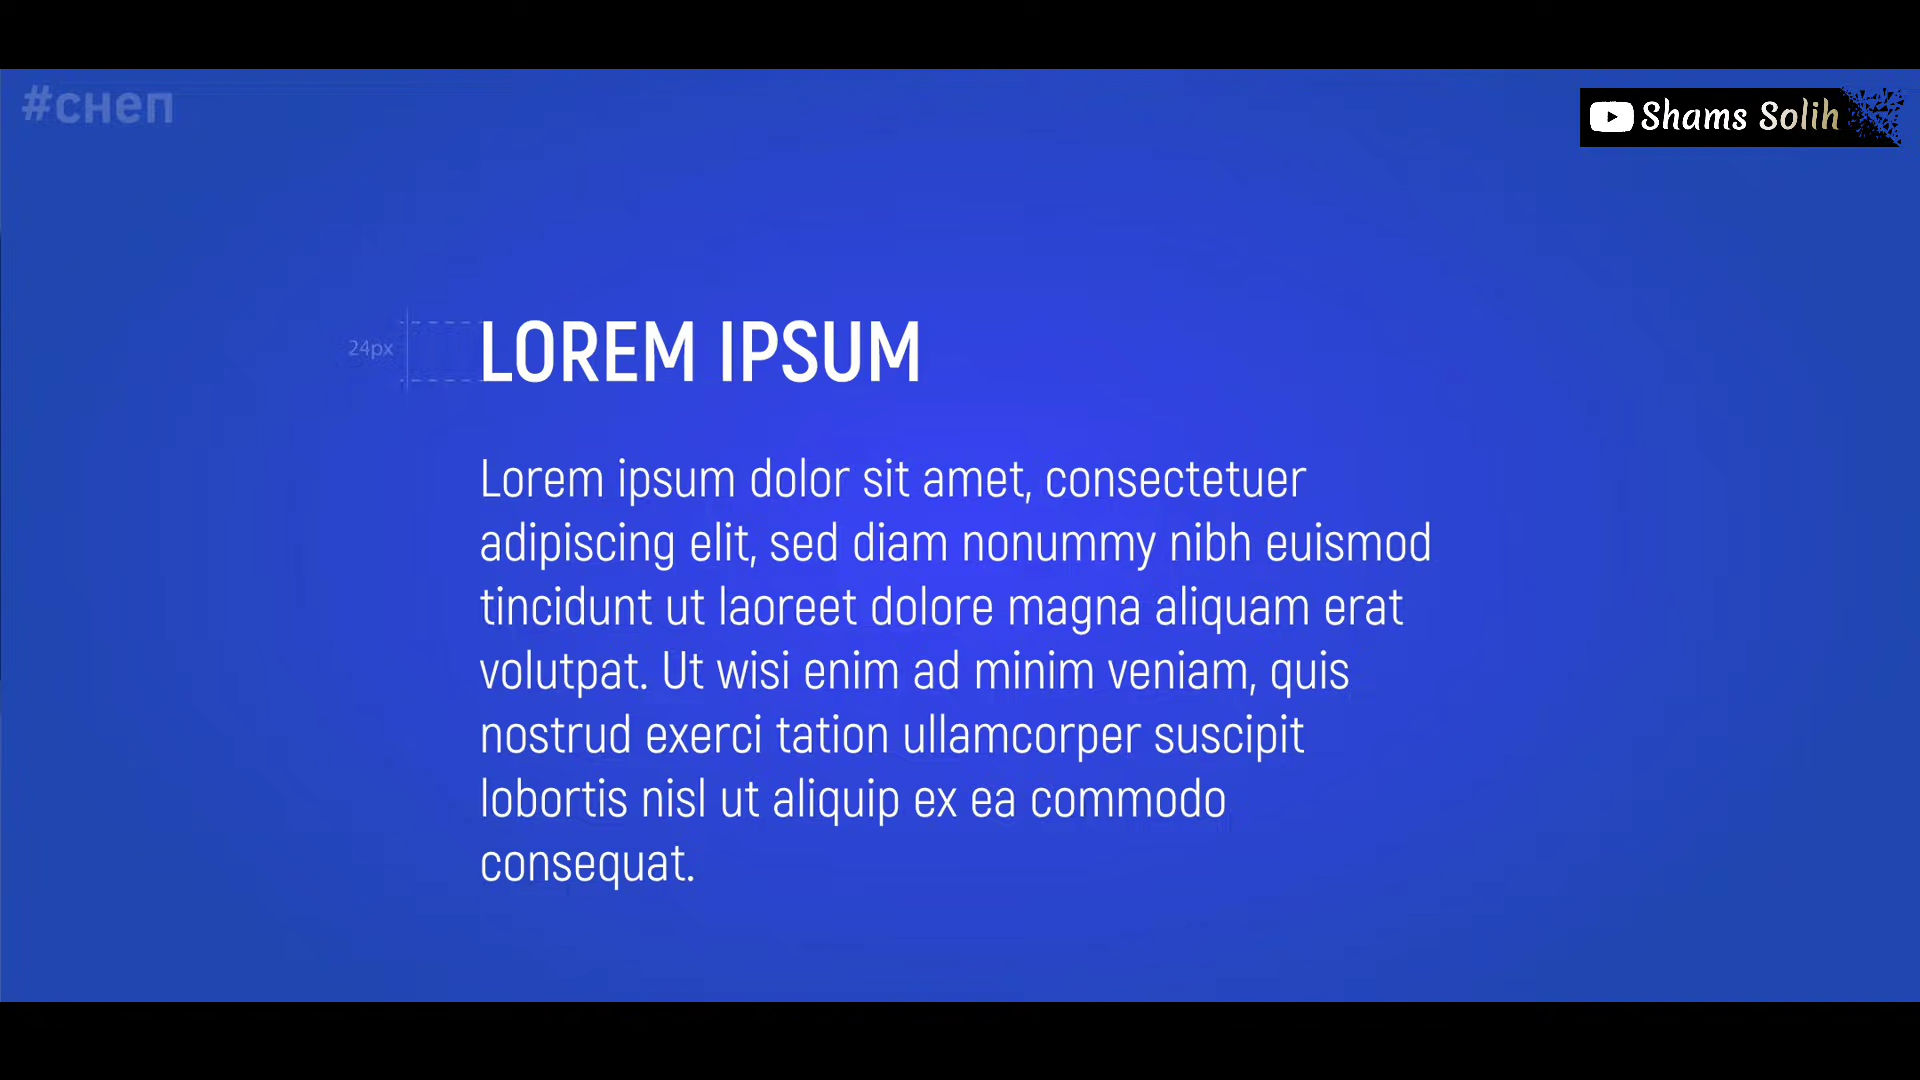 #снеп
Shams Solih
24px
LOREM IPSUM
Lorem ipsum dolor sit amet, consectetuer
adipiscing elit, sed diam nonummy nibh euismod
tincidunt ut laoreet dolore magna aliquam erat
volutpat. Ut wisi enim ad minim veniam, quis
nostrud exerci tation ullamcorper suscipit
lobortis nisl ut aliquip ex ea commodo
consequat.